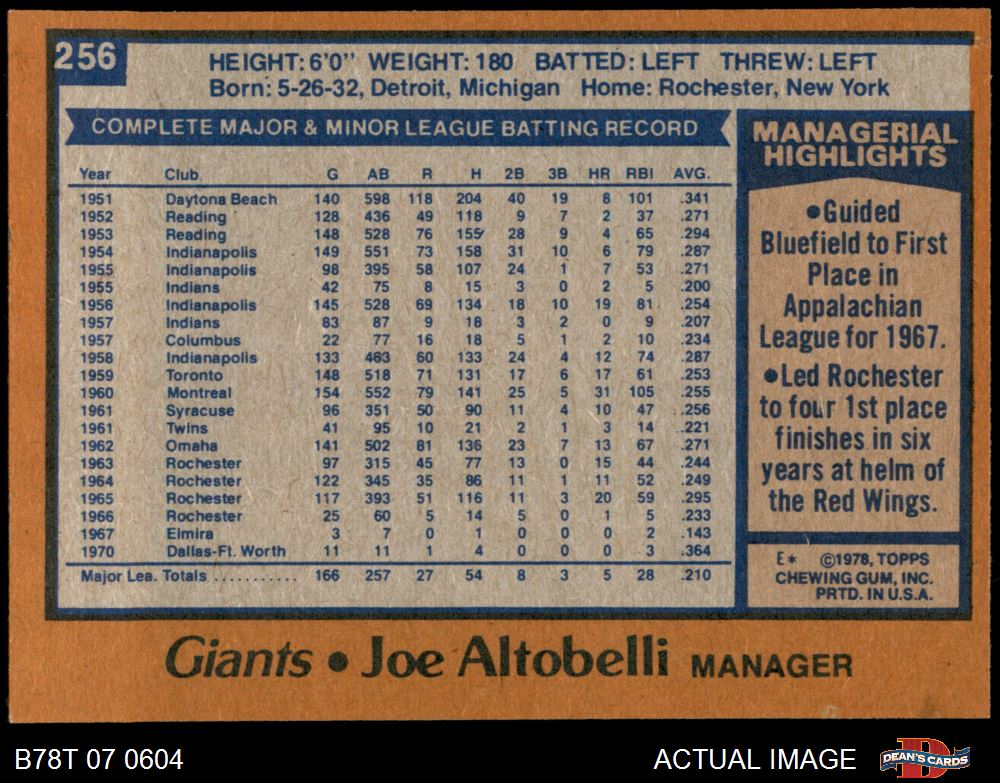 256
HEIGHT: 6'0" WEIGHT: 180 BATTED: LEFT THREW: LEFT
Born: 5-26-32, Detroit, Michigan Home: Rochester, New York
COMPLETE MAJOR & MINOR LEAGUE BATTING RECORD
Year Club G AB R H 2B 3B HR RBI AVG.
1951 Daytona Beach 140 598 118 204 40 19 8 101 .341
1952 Reading 128 436 49 118 9 7 2 37 .271
1953 Reading 148 528 76 155 28 9 4 65 .294
1954 Indianapolis 149 551 73 158 31 10 6 79 .287
1955 Indianapolis 98 395 58 107 24 1 7 53 .271
1955 Indians 42 75 8 15 3 0 2 5 .200
1956 Indianapolis 145 528 69 134 18 10 19 81 .254
1957 Indians 83 87 9 18 3 2 0 9 .207
1957 Columbus 22 77 16 18 5 1 2 10 .234
1958 Indianapolis 133 463 60 133 24 4 12 74 .287
1959 Toronto 148 518 71 131 17 6 17 61 .253
1960 Montreal 154 552 79 141 25 5 31 105 .255
1961 Syracuse 96 351 50 90 11 4 10 47 .256
1961 Twins 41 95 10 21 2 1 3 14 .221
1962 Omaha 141 502 81 136 23 7 13 67 .271
1963 Rochester 97 315 45 77 13 0 15 44 .244
1964 Rochester 122 345 35 86 11 1 11 52 .249
1965 Rochester 117 393 51 116 11 3 20 59 .295
1966 Rochester 25 60 5 14 5 0 1 5 .233
1967 Elmira 3 7 0 1 0 0 0 2 .143
1970 Dallas-Ft. Worth 11 11 1 4 0 0 0 3 .364
Major Lea. Totals ........... 166 257 27 54 8 3 5 28 .210
MANAGERIAL
HIGHLIGHTS
●Guided
Bluefield to First
Place in
Appalachian
League for 1967.
●Led Rochester
to four 1st place
finishes in six
years at helm of
the Red Wings.
E* ©1978, TOPPS
CHEWING GUM, INC.
PRTD. IN U.S.A.
Giants • Joe Altobelli MANAGER
B78T 07 0604
ACTUAL IMAGE
DEAN'S CARDS